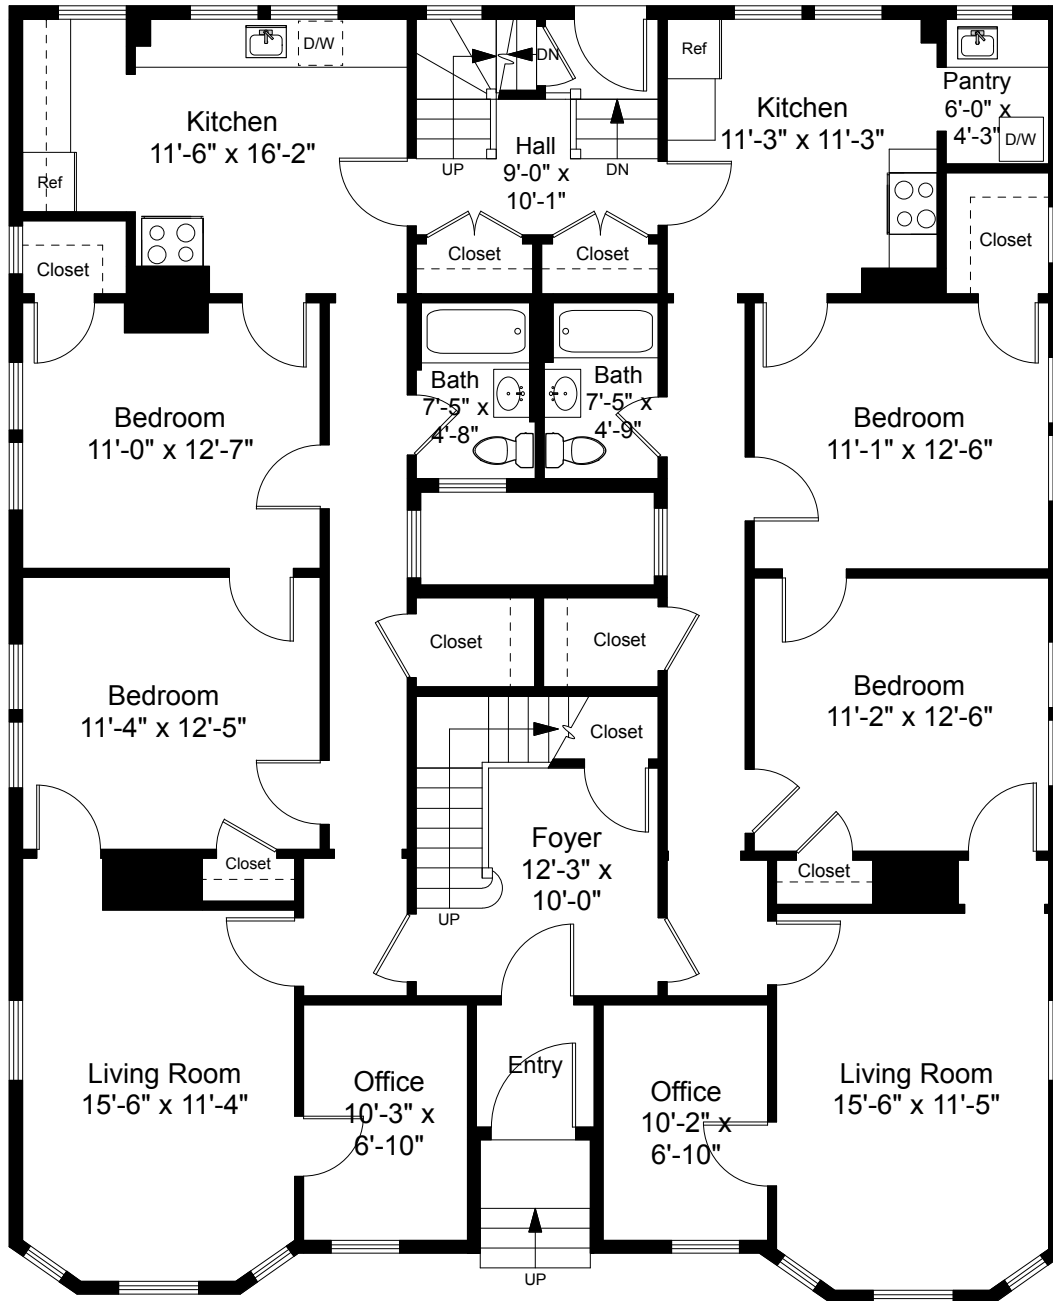 D/W
DN
Ref
Kitchen
11'-6" x 16'-2"
Kitchen
11'-3" x 11'-3"
Pantry
6'-0" x
4'-3"
D/W
Hall
9'-0" x
10'-1"
UP
DN
Ref
Closet
Closet
Closet
Closet
Bath
7'-5" x
4'-8"
Bath
7'-5" x
4'-9"
Bedroom
11'-0" x 12'-7"
Bedroom
11'-1" x 12'-6"
Closet
Closet
Bedroom
11'-4" x 12'-5"
Bedroom
11'-2" x 12'-6"
Closet
Foyer
12'-3" x
10'-0"
Closet
Closet
UP
Living Room
15'-6" x 11'-4"
Office
10'-3" x
6'-10"
Entry
Office
10'-2" x
6'-10"
Living Room
15'-6" x 11'-5"
UP